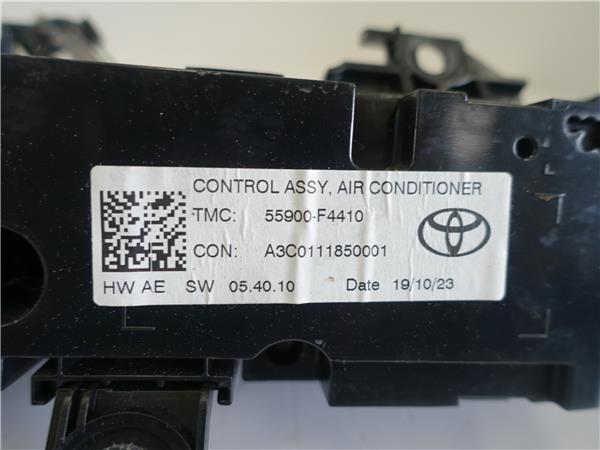 CONTROL ASSY, AIR CONDITIONER
TMC: 55900-F4410
CON: A3C0111850001
HW AE SW 05.40.10 Date 19/10/23